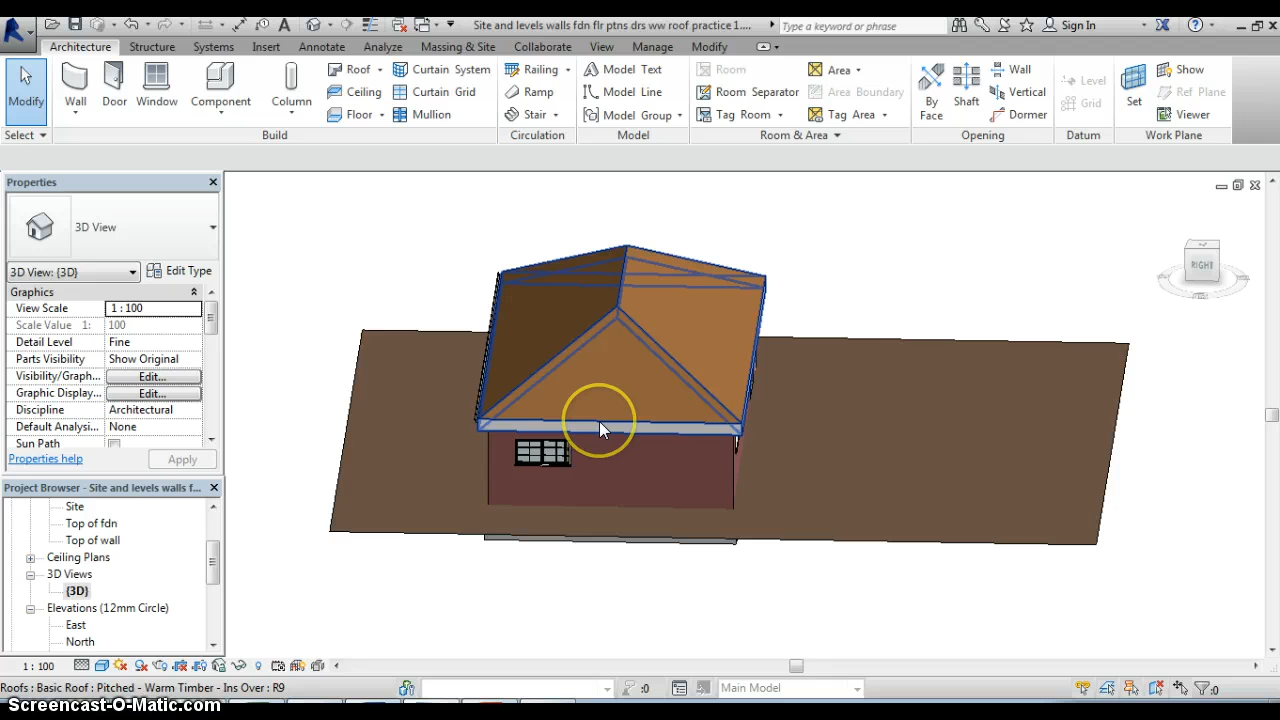 Site and levels walls fdn flr ptns drs ww roof practice 1....
Type a keyword or phrase
Sign In
Architecture Structure Systems Insert Annotate Analyze Massing & Site Collaborate View Manage Modify
Modify
Wall
Door
Window
Component
Column
Roof
Ceiling
Floor
Curtain System
Curtain Grid
Mullion
Railing
Ramp
Stair
Model Text
Model Line
Model Group
Room
Room Separator
Tag Room
Area
Area Boundary
Tag Area
By
Face
Shaft
Wall
Vertical
Dormer
Level
Grid
Set
Show
Ref Plane
Viewer
Select Build Circulation Model Room & Area Opening Datum Work Plane
Properties
3D View
3D View: {3D} Edit Type
Graphics
View Scale 1 : 100
Scale Value 1: 100
Detail Level Fine
Parts Visibility Show Original
Visibility/Graph... Edit...
Graphic Display... Edit...
Discipline Architectural
Default Analysi... None
Sun Path
Properties help Apply
Project Browser - Site and levels walls f...
Site
Top of fdn
Top of wall
Ceiling Plans
3D Views
{3D}
Elevations (12mm Circle)
East
North
RIGHT
1 : 100
Roofs : Basic Roof : Pitched - Warm Timber - Ins Over : R9
:0
Main Model
:0
Screencast-O-Matic.com